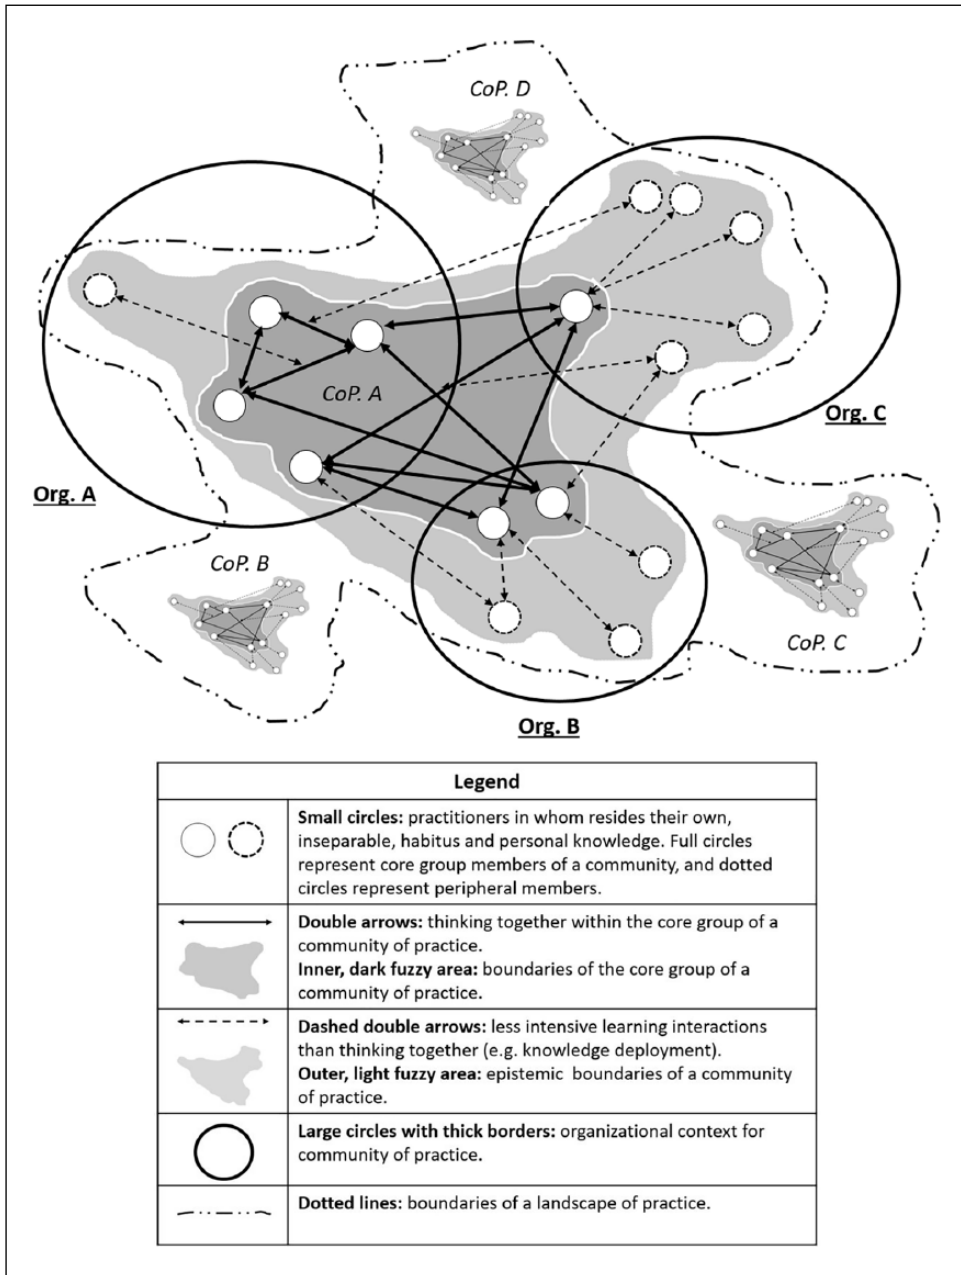 CoP. D
CoP. A
Org. C
Org. A
CoP. B
CoP. C
Org. B
Legend
Small circles: practitioners in whom resides their own,
inseparable, habitus and personal knowledge. Full circles
represent core group members of a community, and dotted
circles represent peripheral members.
Double arrows: thinking together within the core group of a
community of practice.
Inner, dark fuzzy area: boundaries of the core group of a
community of practice.
Dashed double arrows: less intensive learning interactions
than thinking together (e.g. knowledge deployment).
Outer, light fuzzy area: epistemic boundaries of a community
of practice.
Large circles with thick borders: organizational context for
community of practice.
Dotted lines: boundaries of a landscape of practice.